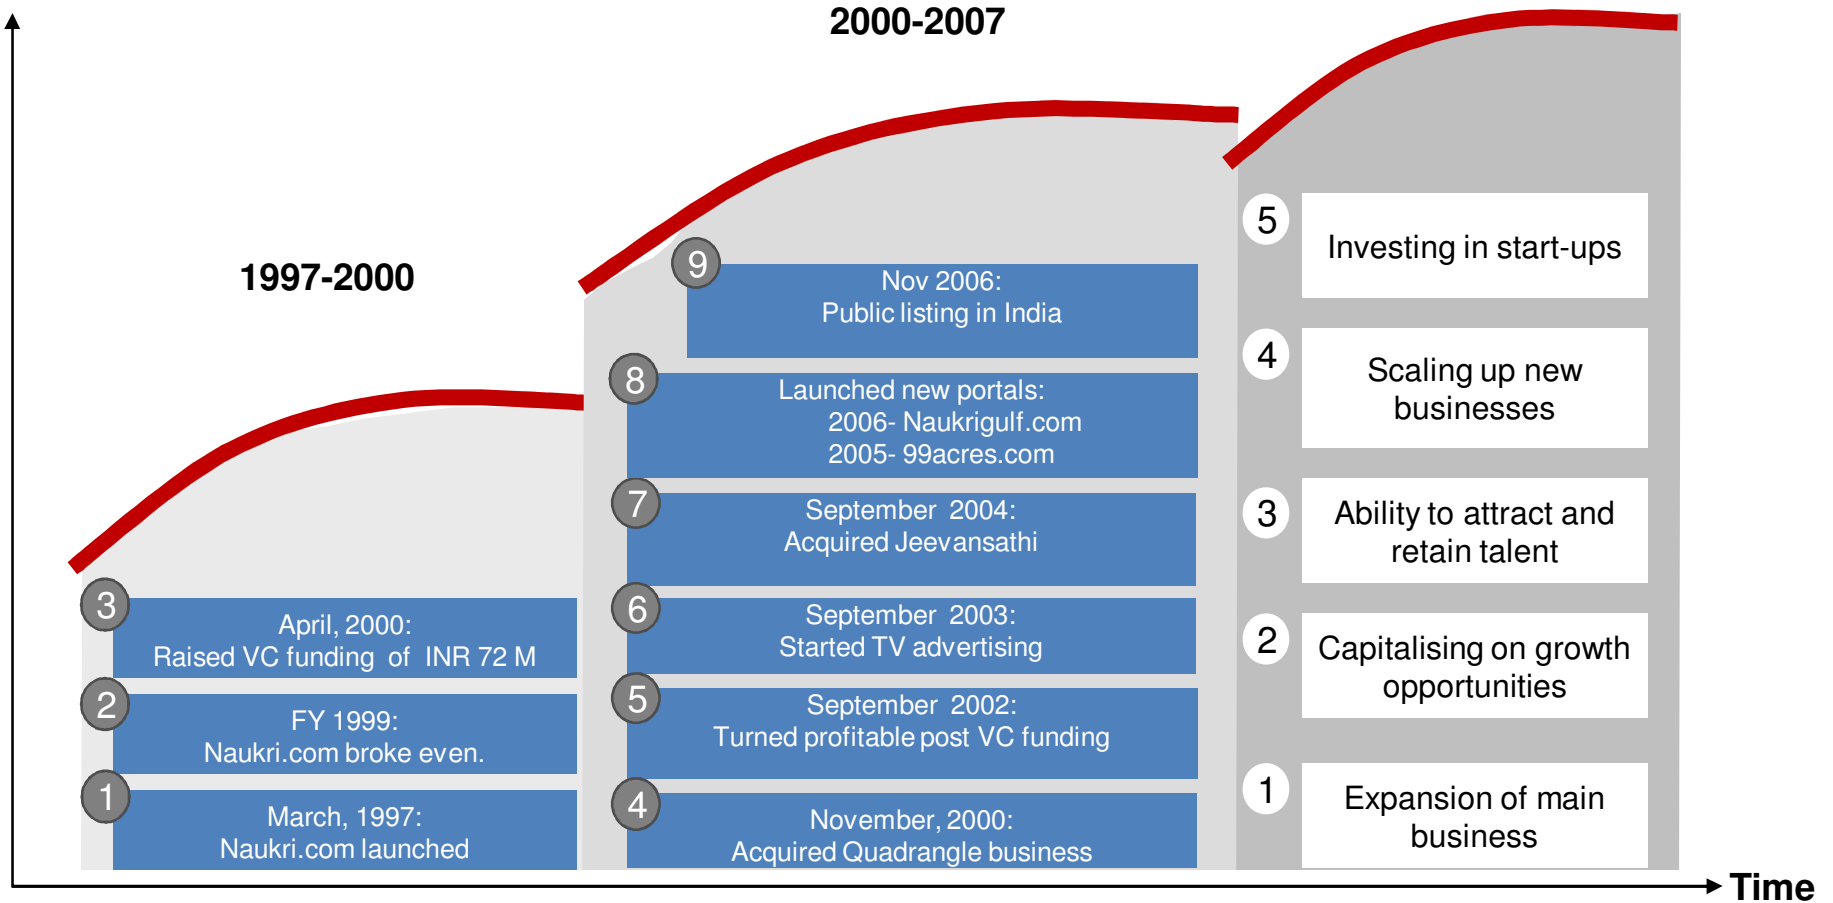 2000-2007
1997-2000
3
April, 2000:
Raised VC funding of INR 72 M
2
FY 1999:
Naukri.com broke even.
1
March, 1997:
Naukri.com launched
9
Nov 2006:
Public listing in India
8
Launched new portals:
2006- Naukrigulf.com
2005- 99acres.com
7
September 2004:
Acquired Jeevansathi
6
September 2003:
Started TV advertising
5
September 2002:
Turned profitable post VC funding
4
November, 2000:
Acquired Quadrangle business
5
Investing in start-ups
4
Scaling up new
businesses
3
Ability to attract and
retain talent
2
Capitalising on growth
opportunities
1
Expansion of main
business
Time